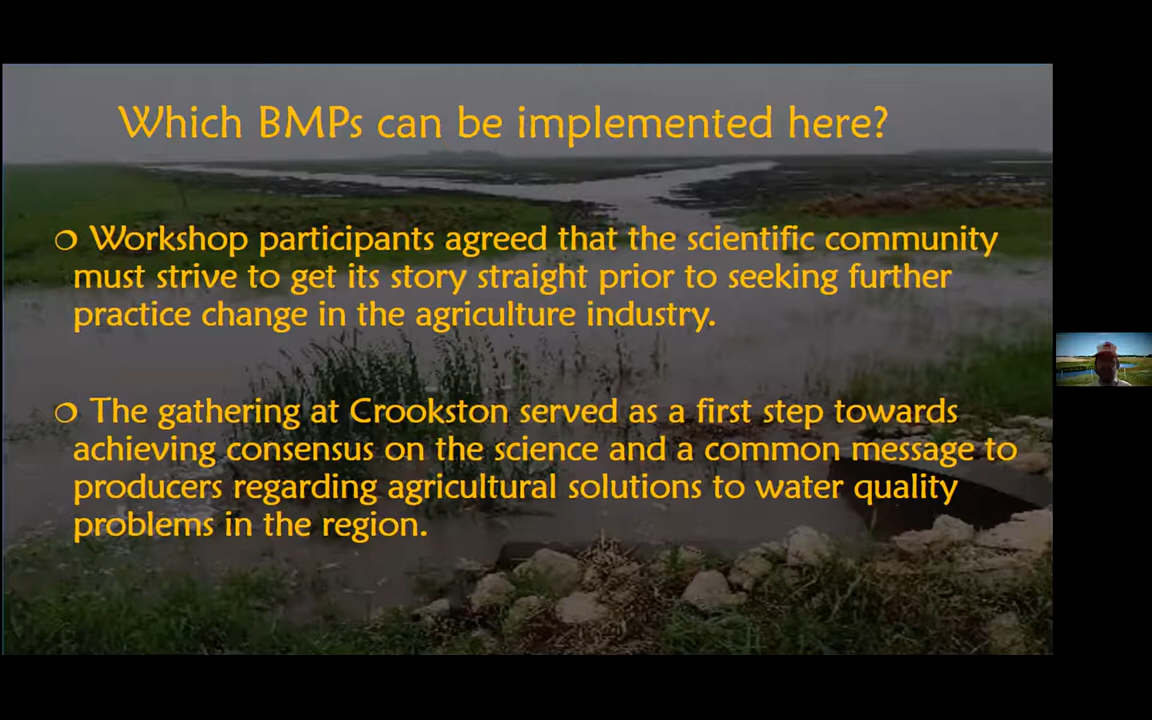 Which BMPs can be implemented here?
❍ Workshop participants agreed that the scientific community
must strive to get its story straight prior to seeking further
practice change in the agriculture industry.
❍ The gathering at Crookston served as a first step towards
achieving consensus on the science and a common message to
producers regarding agricultural solutions to water quality
problems in the region.